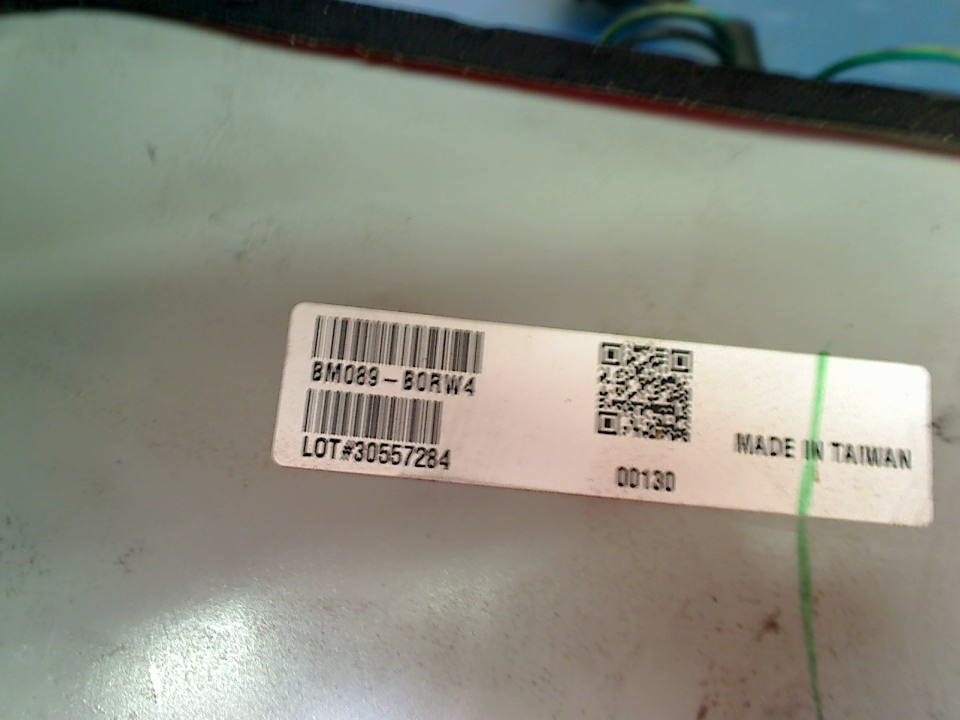 BM089-B0RW4
LOT#30557284
00130
MADE IN TAIWAN